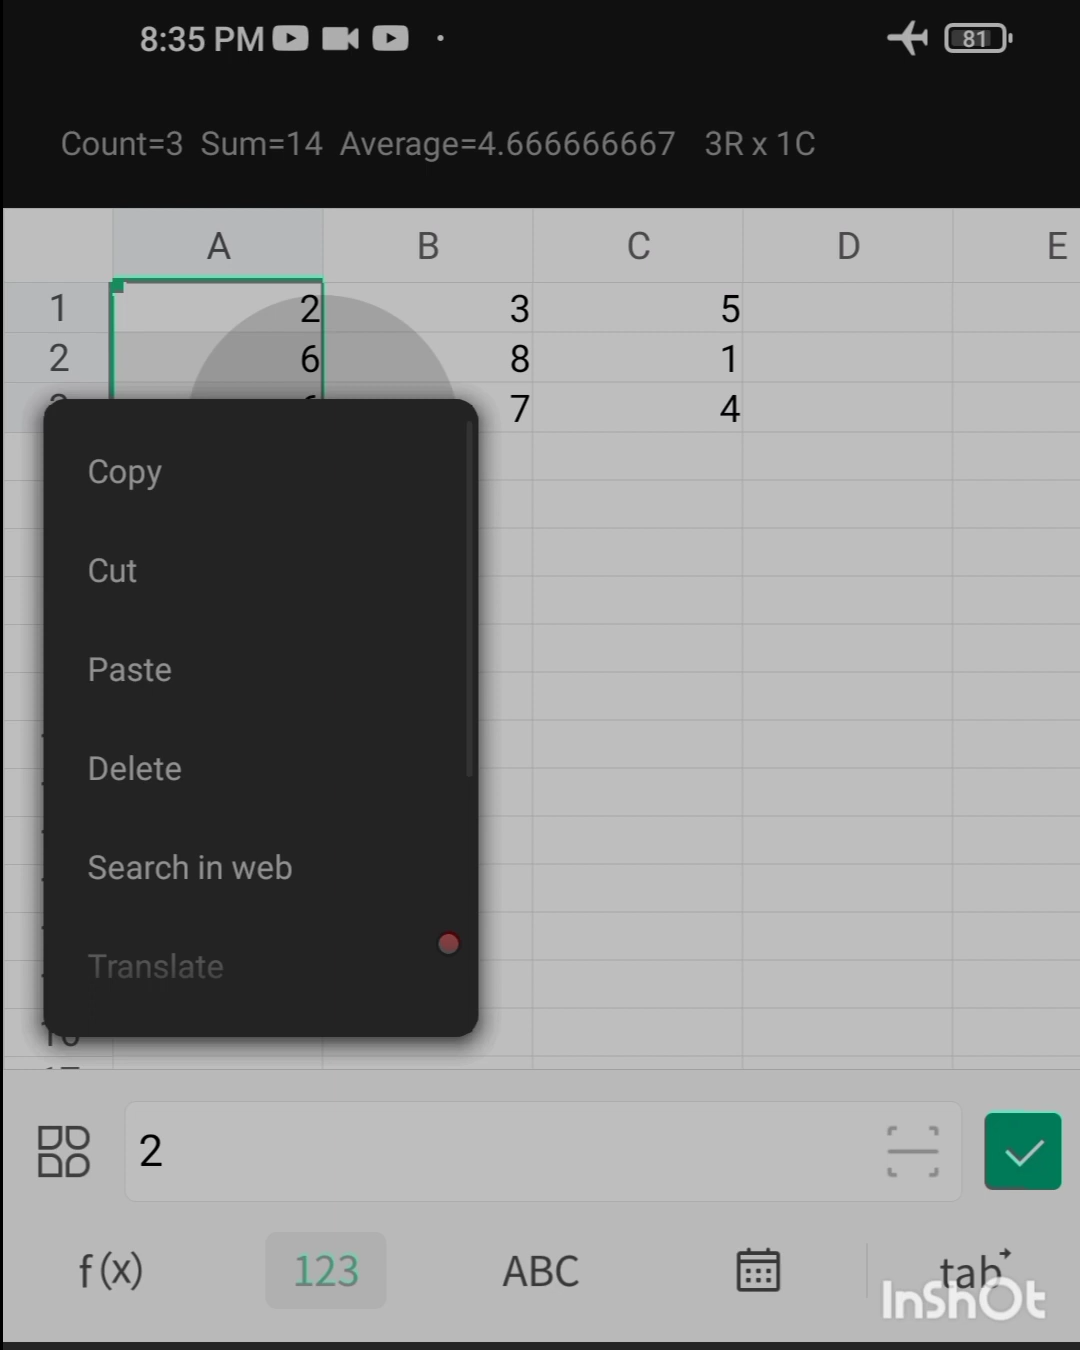 8:35 PM
81
Count=3 Sum=14 Average=4.666666667 3R x 1C
A B C D E
1 2 3 5
2 6 8 1
7 4
Copy
Cut
Paste
Delete
Search in web
Translate
2
f(x) 123 ABC tab
InShOt